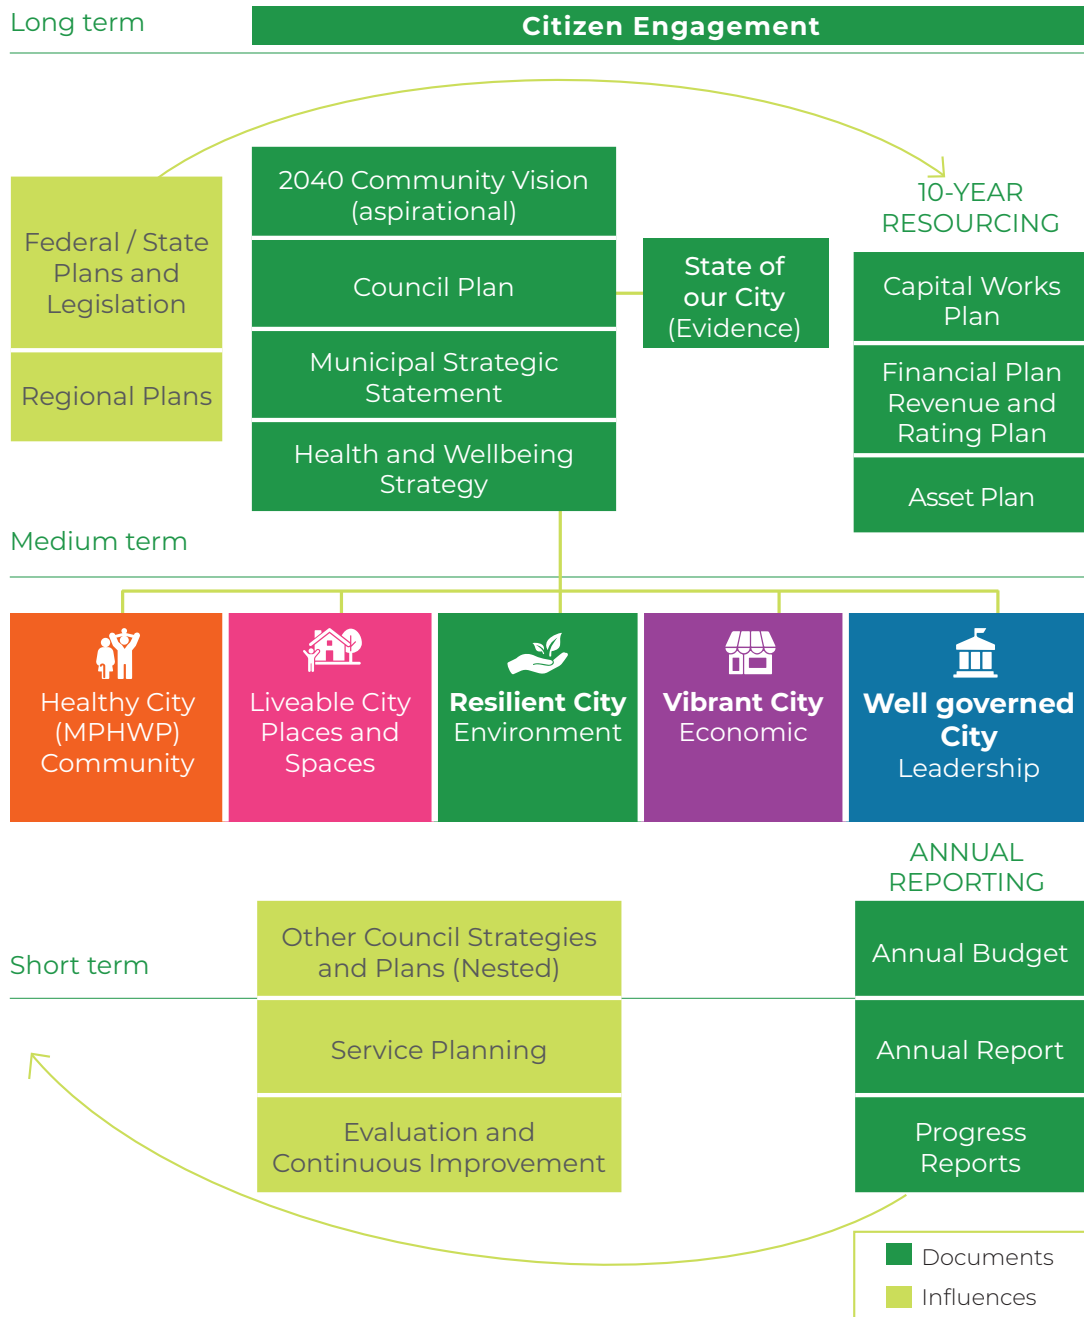 Long term
Citizen Engagement
Federal / State
Plans and
Legislation
Regional Plans
2040 Community Vision
(aspirational)
Council Plan
Municipal Strategic
Statement
Health and Wellbeing
Strategy
State of
our City
(Evidence)
10-YEAR
RESOURCING
Capital Works
Plan
Financial Plan
Revenue and
Rating Plan
Asset Plan
Medium term
Healthy City
(MPHWP)
Community
Liveable City
Places and
Spaces
Resilient City
Environment
Vibrant City
Economic
Well governed
City
Leadership
Short term
Other Council Strategies
and Plans (Nested)
Service Planning
Evaluation and
Continuous Improvement
ANNUAL
REPORTING
Annual Budget
Annual Report
Progress
Reports
Documents
Influences